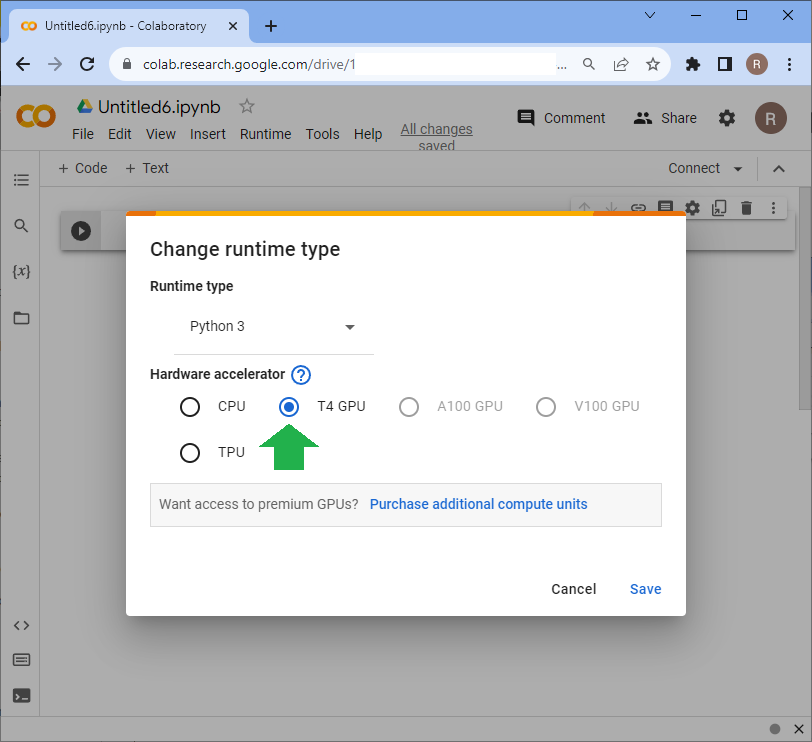 Untitled6.ipynb - Colaboratory
colab.research.google.com/drive/1 ...
R
Untitled6.ipynb
File Edit View Insert Runtime Tools Help All changes saved
Comment Share
R
+ Code + Text Connect
{x}
Change runtime type
Runtime type
Python 3
Hardware accelerator ?
CPU T4 GPU A100 GPU V100 GPU
TPU
Want access to premium GPUs? Purchase additional compute units
Cancel Save